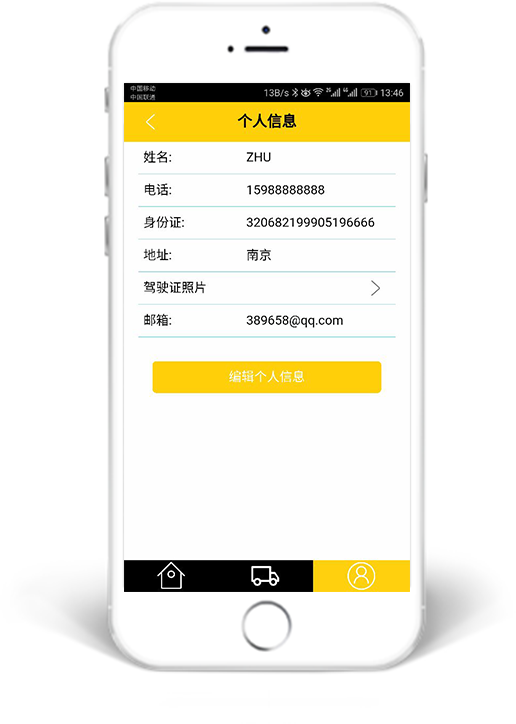 中国移动
中国联通
13B/s 91 13:46
个人信息
姓名: ZHU
电话: 15988888888
身份证: 320682199905196666
地址: 南京
驾驶证照片
邮箱: 389658@qq.com
编辑个人信息